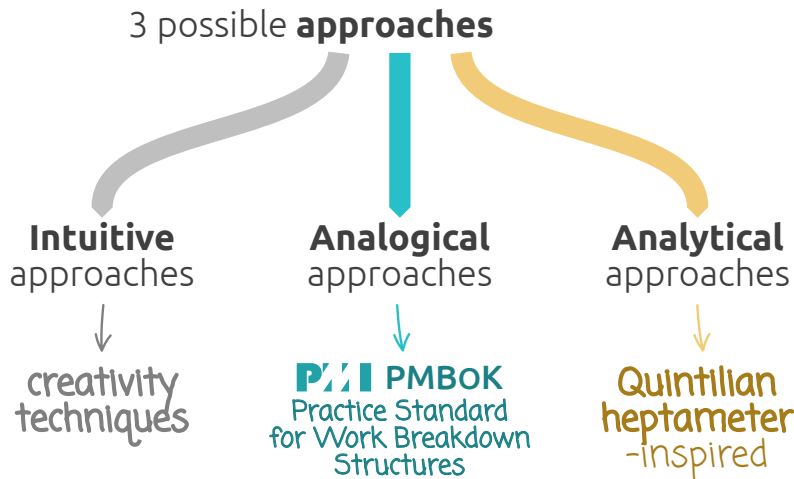 3 possible approaches
Intuitive
approaches
Analogical
approaches
Analytical
approaches
creativity
techniques
PMI PMBOK
Practice Standard
for Work Breakdown
Structures
Quintilian
heptameter
-inspired